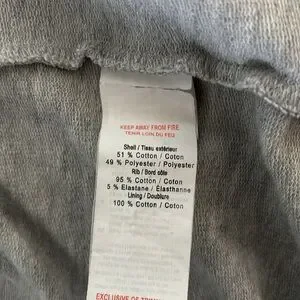 KEEP AWAY FROM FIRE
TENIR LOIN DU FEU
Shell / Tissu extérieur
51 % Cotton / Coton
49 % Polyester / Polyester
Rib / Bord côte
95 % Cotton / Coton
5 % Elastane / Élasthanne
Lining / Doublure
100 % Cotton / Coton
EXCLUSIVE OF